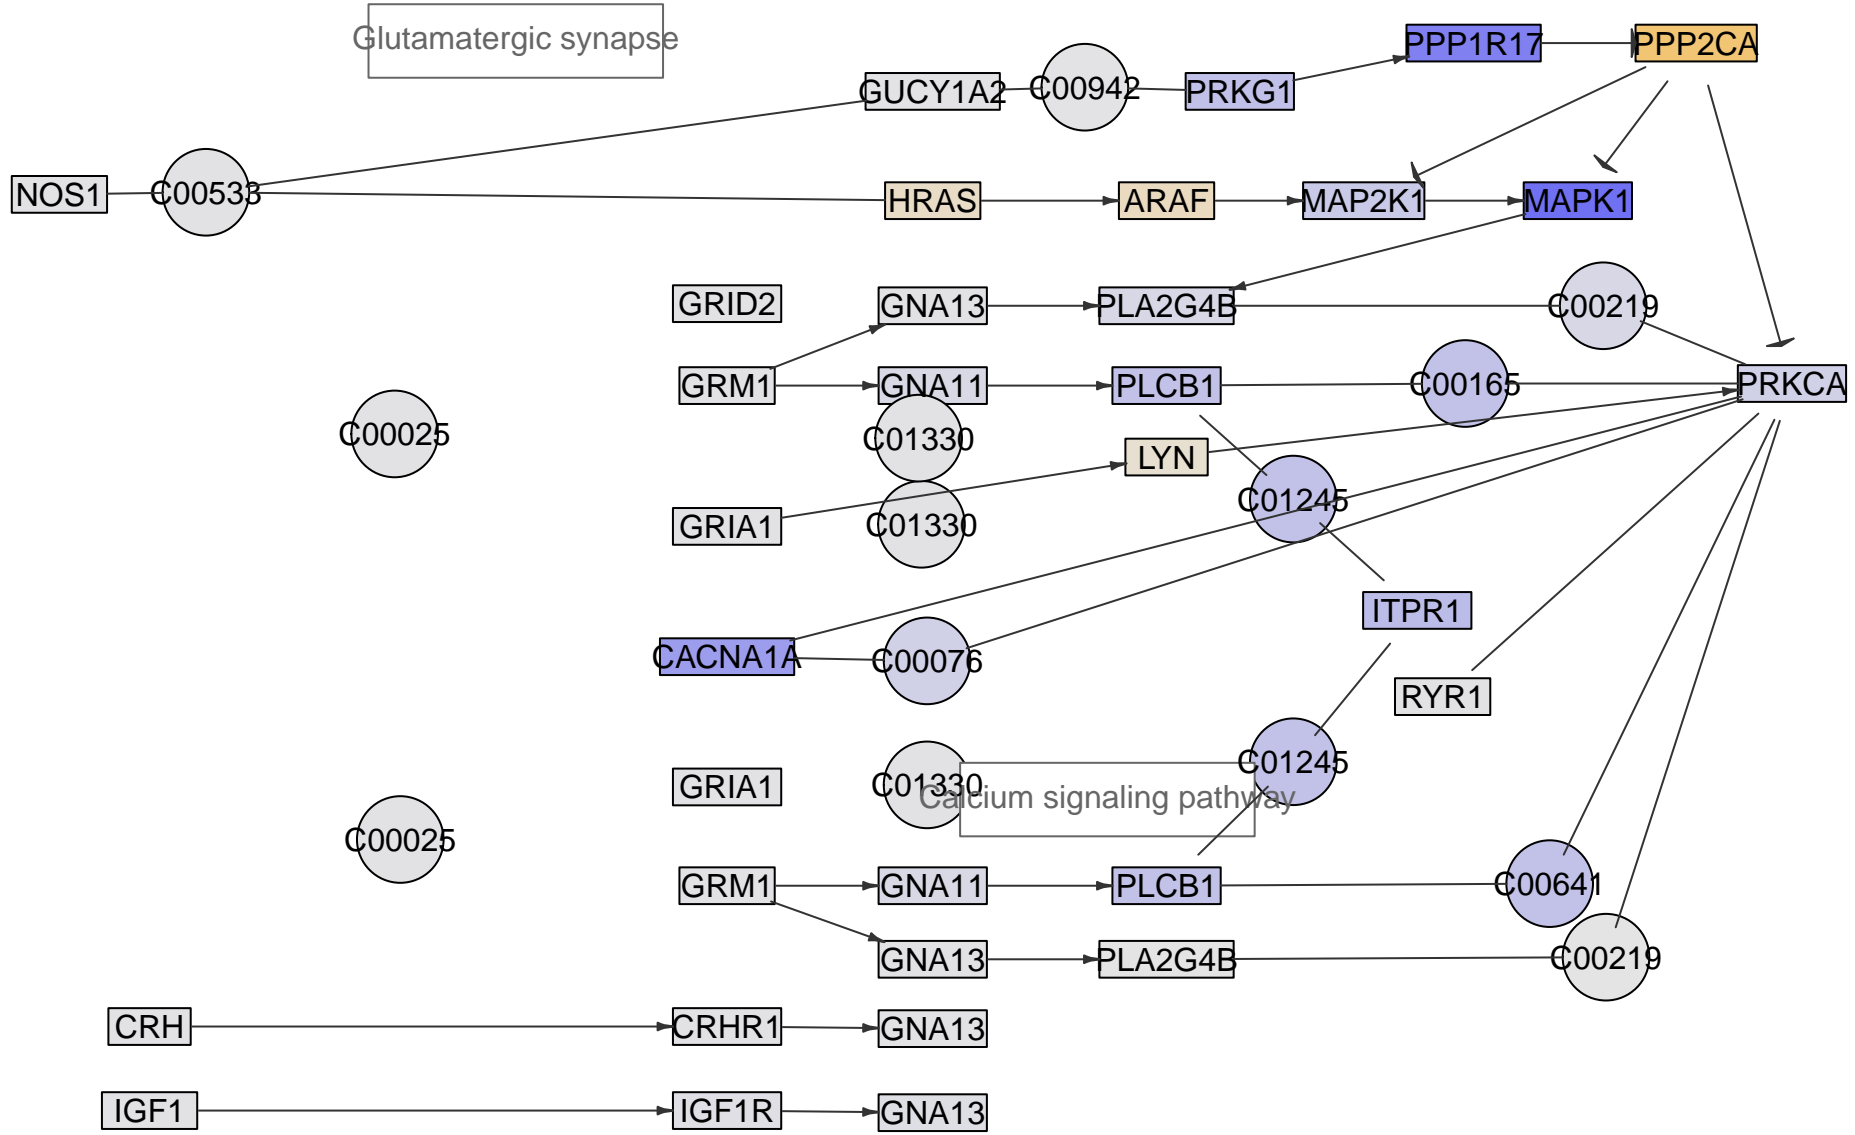 Glutamatergic synapse
PPP1R17
PPP2CA
GUCY1A2
C00942
PRKG1
NOS1
C00533
HRAS
ARAF
MAP2K1
MAPK1
GRID2
GNA13
PLA2G4B
C00219
GRM1
GNA11
PLCB1
C00165
PRKCA
C00025
C01330
LYN
C01245
GRIA1
C01330
ITPR1
CACNA1A
C00076
RYR1
GRIA1
C01330
C01245
Calcium signaling pathway
C00025
GRM1
GNA11
PLCB1
C00641
GNA13
PLA2G4B
C00219
CRH
CRHR1
GNA13
IGF1
IGF1R
GNA13